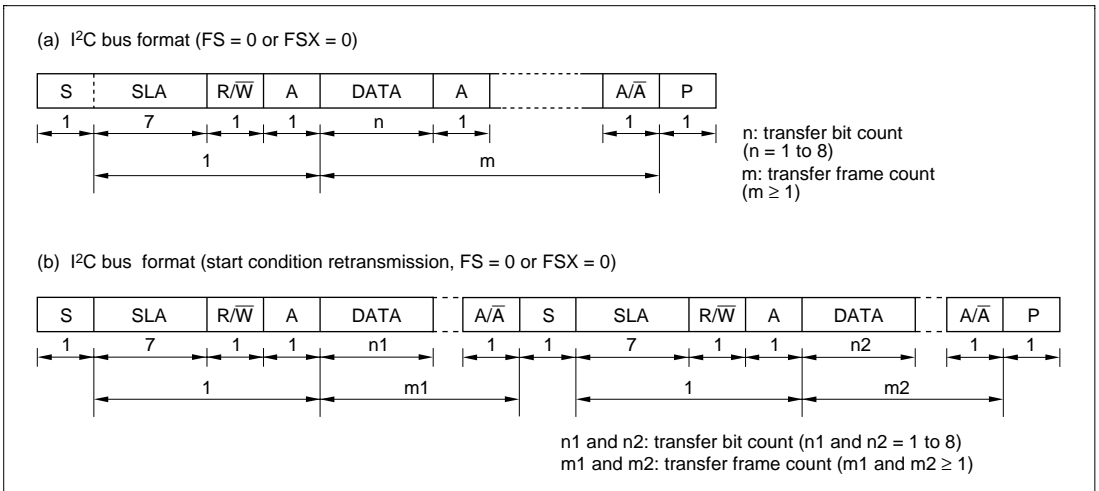 (a) I²C bus format (FS = 0 or FSX = 0)
S SLA R/W̅ A DATA A A/A̅ P
1 7 1 1 n 1 1 1
1 m
n: transfer bit count
(n = 1 to 8)
m: transfer frame count
(m ≥ 1)
(b) I²C bus format (start condition retransmission, FS = 0 or FSX = 0)
S SLA R/W̅ A DATA A/A̅ S SLA R/W̅ A DATA A/A̅ P
1 7 1 1 n1 1 1 7 1 1 n2 1 1
1 m1 1 m2
n1 and n2: transfer bit count (n1 and n2 = 1 to 8)
m1 and m2: transfer frame count (m1 and m2 ≥ 1)